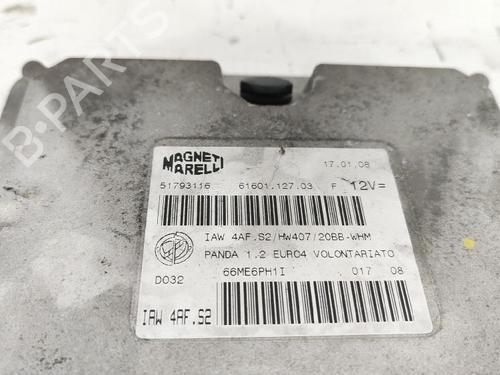 B-PARTS
MAGNETI MARELLI
17.01.08
51793116 61601.127.03 F 12V=
IAW 4AF.S2/HW407/20BB-WHM
PANDA 1.2 EURO4 VOLONTARIATO
D032 66ME6PH1I 017 08
IAW 4AF.S2